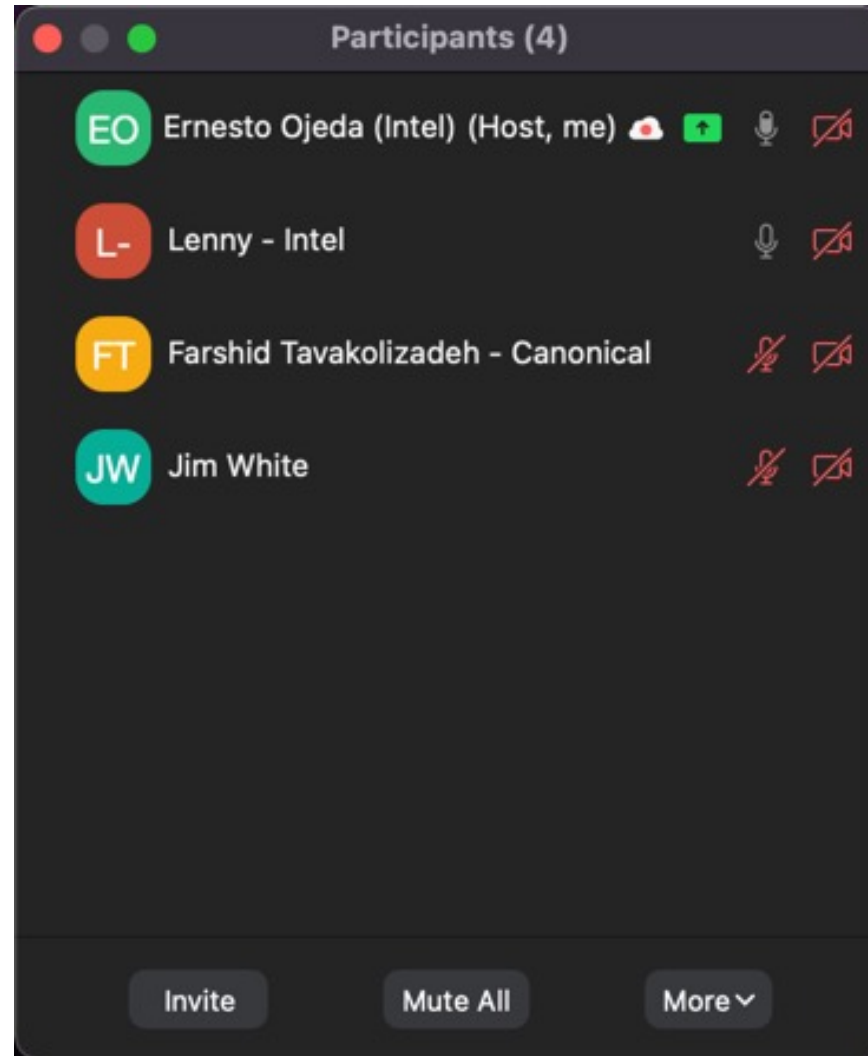 Participants (4)
EO Ernesto Ojeda (Intel) (Host, me)
L- Lenny - Intel
FT Farshid Tavakolizadeh - Canonical
JW Jim White
Invite Mute All More